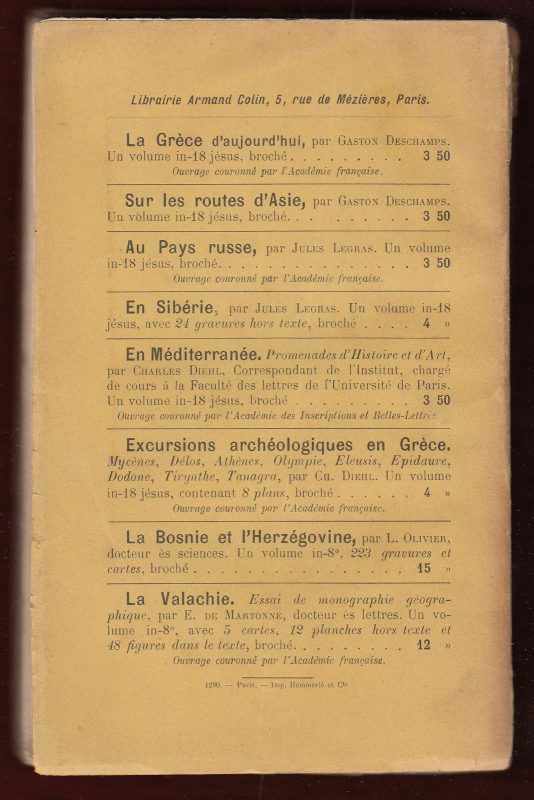 Librairie Armand Colin, 5, rue de Mézières, Paris.
La Grèce d'aujourd'hui, par Gaston Deschamps.
Un volume in-18 jésus, broché . . . . . . . . . 3 50
Ouvrage couronné par l'Académie française.
Sur les routes d'Asie, par Gaston Deschamps.
Un volume in-18 jésus, broché. . . . . . . . . 3 50
Au Pays russe, par Jules Legras. Un volume
in-18 jésus, broché. . . . . . . . . . . . . . . 3 50
Ouvrage couronné par l'Académie française.
En Sibérie, par Jules Legras. Un volume in-18
jésus, avec 24 gravures hors texte, broché . . . . 4 »
En Méditerranée. Promenades d'Histoire et d'Art,
par Charles Diehl, Correspondant de l'Institut, chargé
de cours à la Faculté des lettres de l'Université de Paris.
Un volume in-18 jésus, broché . . . . . . . . . 3 50
Ouvrage couronné par l'Académie des Inscriptions et Belles-Lettres
Excursions archéologiques en Grèce.
Mycènes, Délos, Athènes, Olympie, Eleusis, Epidaure,
Dodone, Tirynthe, Tanagra, par Ch. Diehl. Un volume
in-18 jésus, contenant 8 plans, broché . . . . . . 4 »
Ouvrage couronné par l'Académie française.
La Bosnie et l'Herzégovine, par L. Olivier,
docteur ès sciences. Un volume in-8°, 223 gravures et
cartes, broché . . . . . . . . . . . . . . . . . 15 »
La Valachie. Essai de monographie géogra-
phique, par E. de Martonne, docteur ès lettres. Un vo-
lume in-8°, avec 5 cartes, 12 planches hors texte et
48 figures dans le texte, broché. . . . . . . . . 12 »
Ouvrage couronné par l'Académie française.
1280. — Paris. — Imp. Hemmerlé et Cie